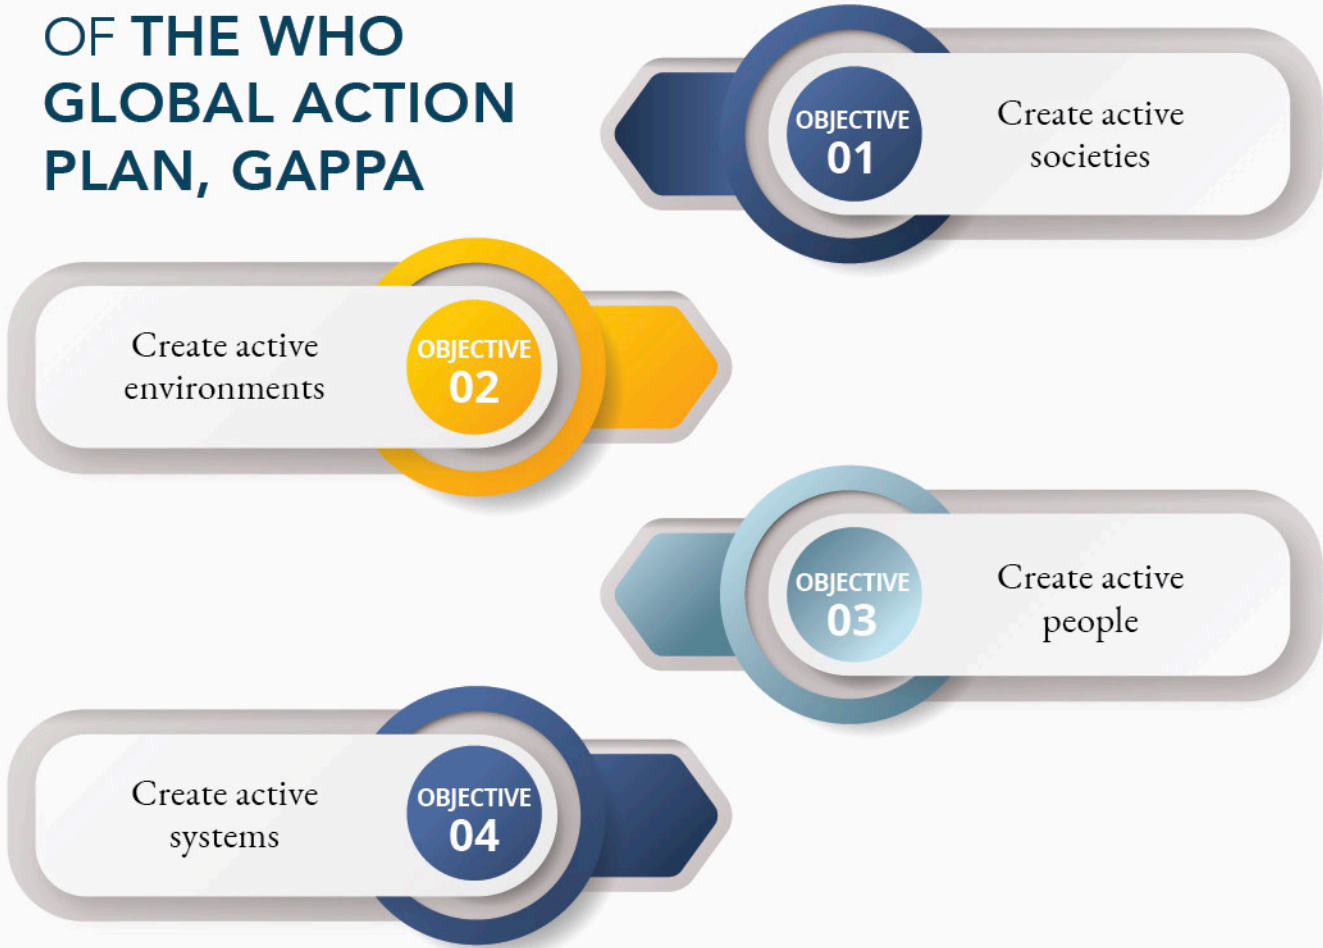 OF THE WHO
GLOBAL ACTION
PLAN, GAPPA
OBJECTIVE
01
Create active
societies
Create active
environments
OBJECTIVE
02
OBJECTIVE
03
Create active
people
Create active
systems
OBJECTIVE
04